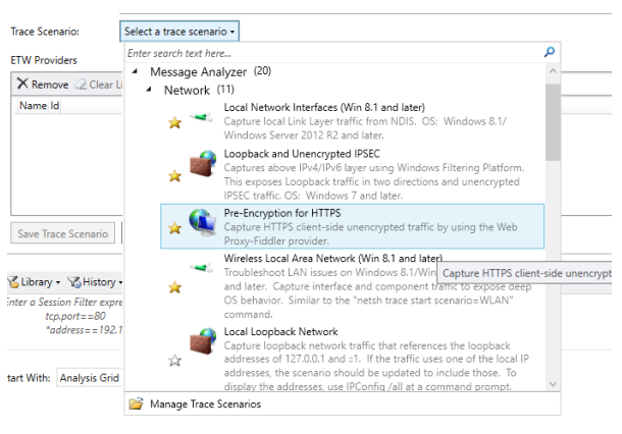 Trace Scenario:
Select a trace scenario
ETW Providers
Enter search text here...
Remove Clear Li
Name Id
Message Analyzer (20)
Network (11)
Local Network Interfaces (Win 8.1 and later)
Capture local Link Layer traffic from NDIS. OS: Windows 8.1/
Windows Server 2012 R2 and later.
Loopback and Unencrypted IPSEC
Captures above IPv4/IPv6 layer using Windows Filtering Platform.
This exposes Loopback traffic in two directions and unencrypted
IPSEC traffic. OS: Windows 7 and later.
Pre-Encryption for HTTPS
Capture HTTPS client-side unencrypted traffic by using the Web
Proxy-Fiddler provider.
Save Trace Scenario
Wireless Local Area Network (Win 8.1 and later)
Troubleshoot LAN issues on Windows 8.1/Win
Capture HTTPS client-side unencrypt
and later. Capture interface and component traffic to expose deep
OS behavior. Similar to the "netsh trace start scenario=WLAN"
command.
Library History
Enter a Session Filter expre
tcp.port==80
*address==192.1
Local Loopback Network
Capture loopback network traffic that references the loopback
addresses of 127.0.0.1 and ::1. If the traffic uses one of the local IP
addresses, the scenario should be updated to include those. To
display the addresses, use IPConfig /all at a command prompt.
tart With: Analysis Grid
Manage Trace Scenarios